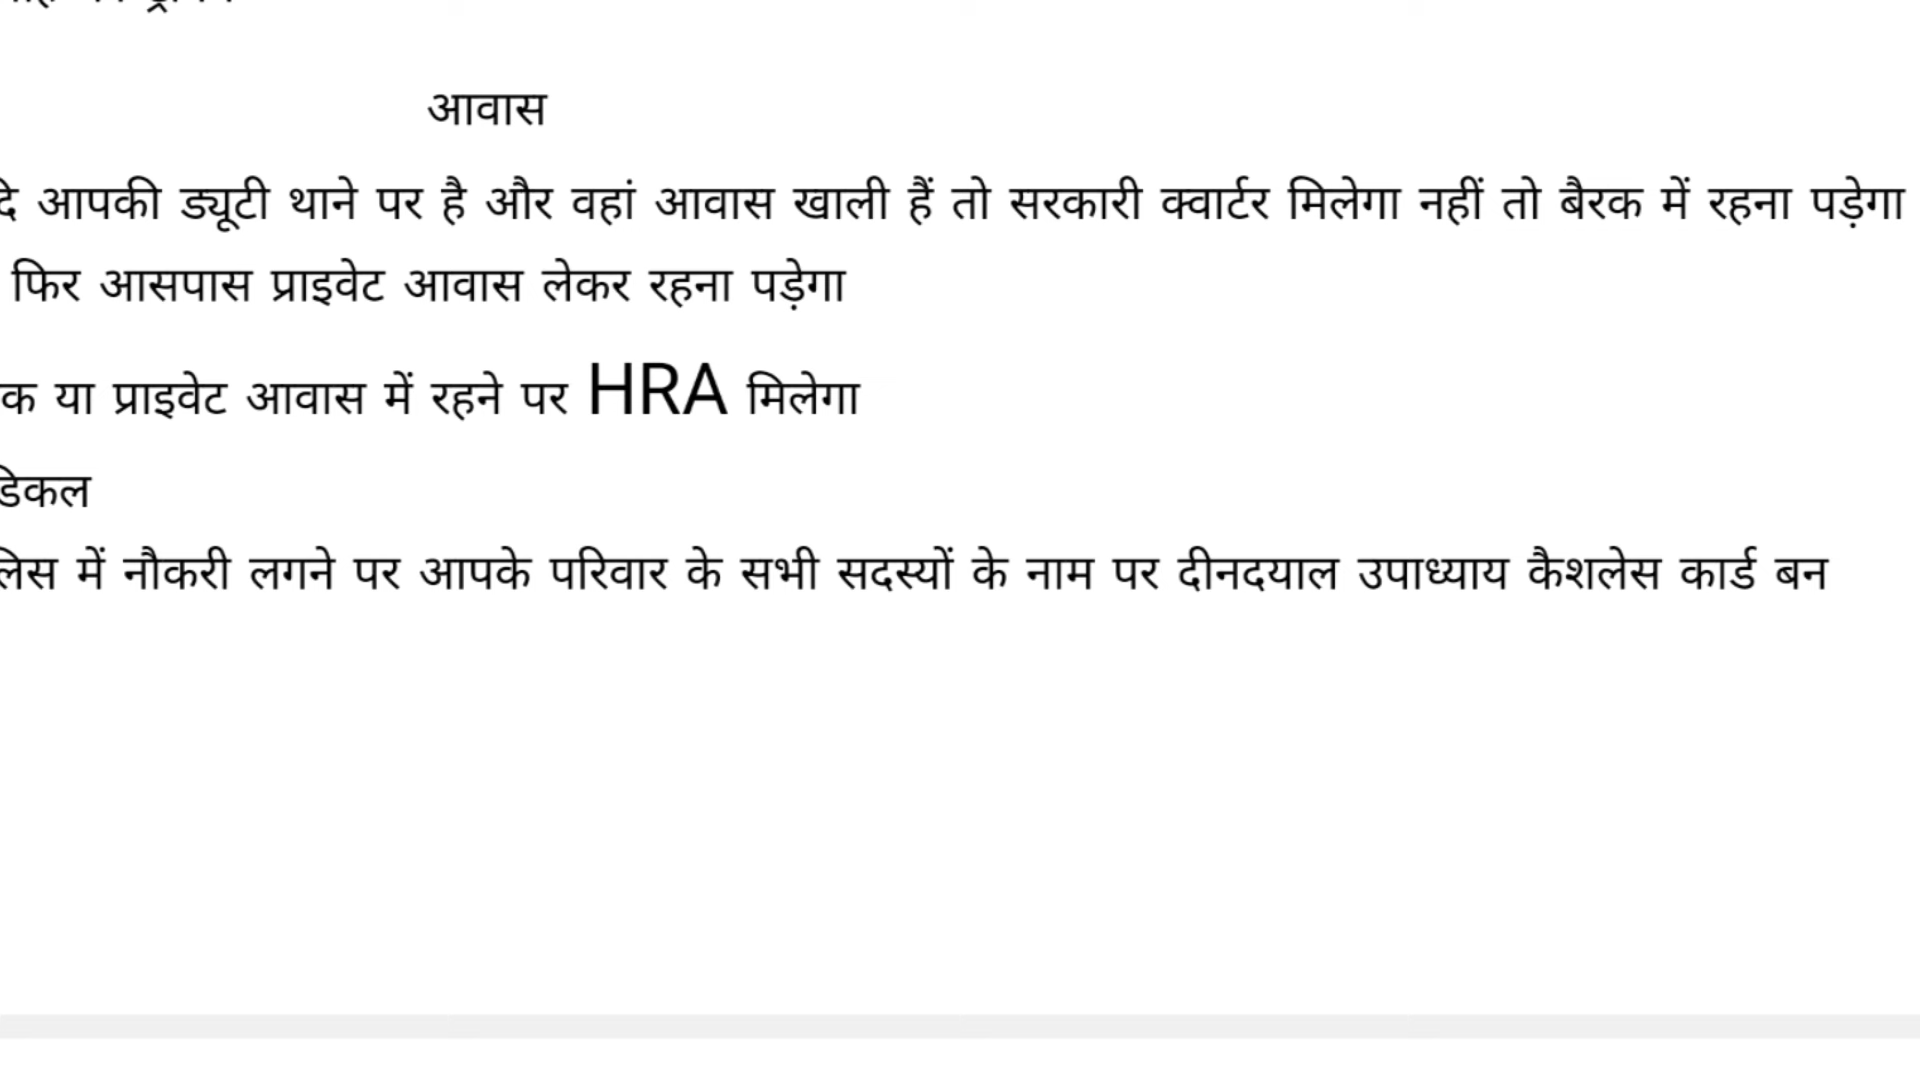 आवास
आपकी ड्यूटी थाने पर है और वहां आवास खाली हैं तो सरकारी क्वार्टर मिलेगा नहीं तो बैरक में रहना पड़ेगा
फिर आसपास प्राइवेट आवास लेकर रहना पड़ेगा
क या प्राइवेट आवास में रहने पर HRA मिलेगा
डिकल
लिस में नौकरी लगने पर आपके परिवार के सभी सदस्यों के नाम पर दीनदयाल उपाध्याय कैशलेस कार्ड बन